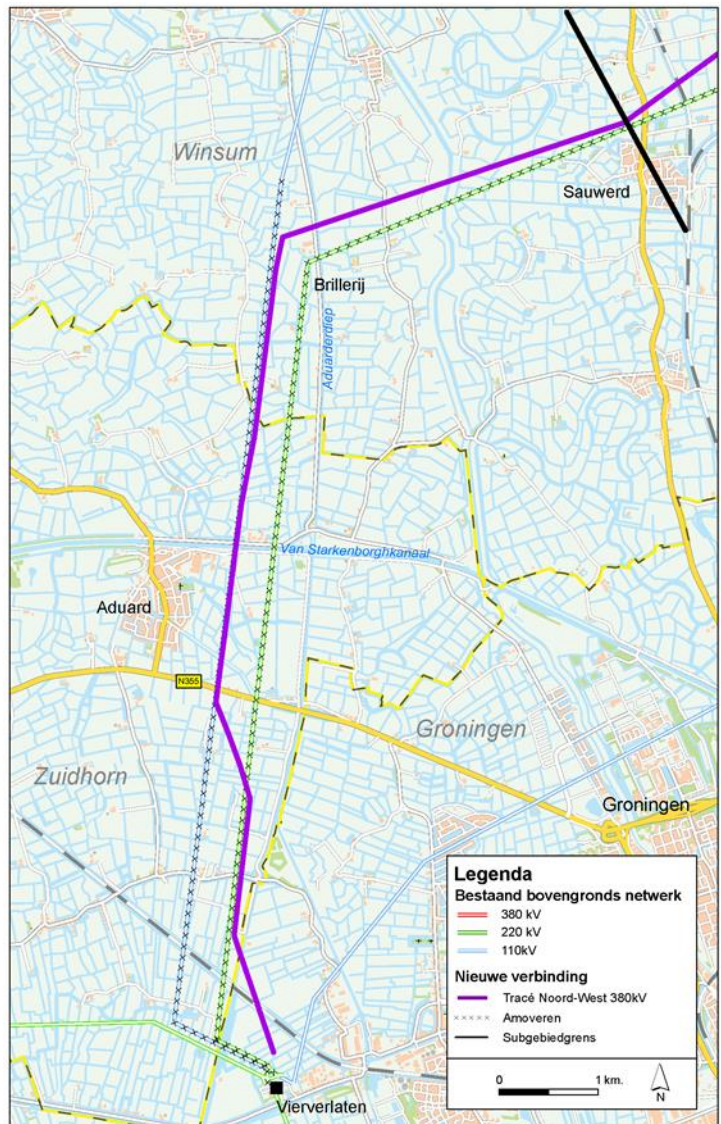 Winsum
Sauwerd
Brillerij
Aduarderdiep
Van Starkenborghkanaal
Aduard
N355
Groningen
Zuidhorn
Groningen
Legenda
Bestaand bovengronds netwerk
380 kV
220 kV
110kV
Nieuwe verbinding
Tracé Noord-West 380kV
Amoveren
Subgebiedgrens
0 1 km.
N
Vierverlaten